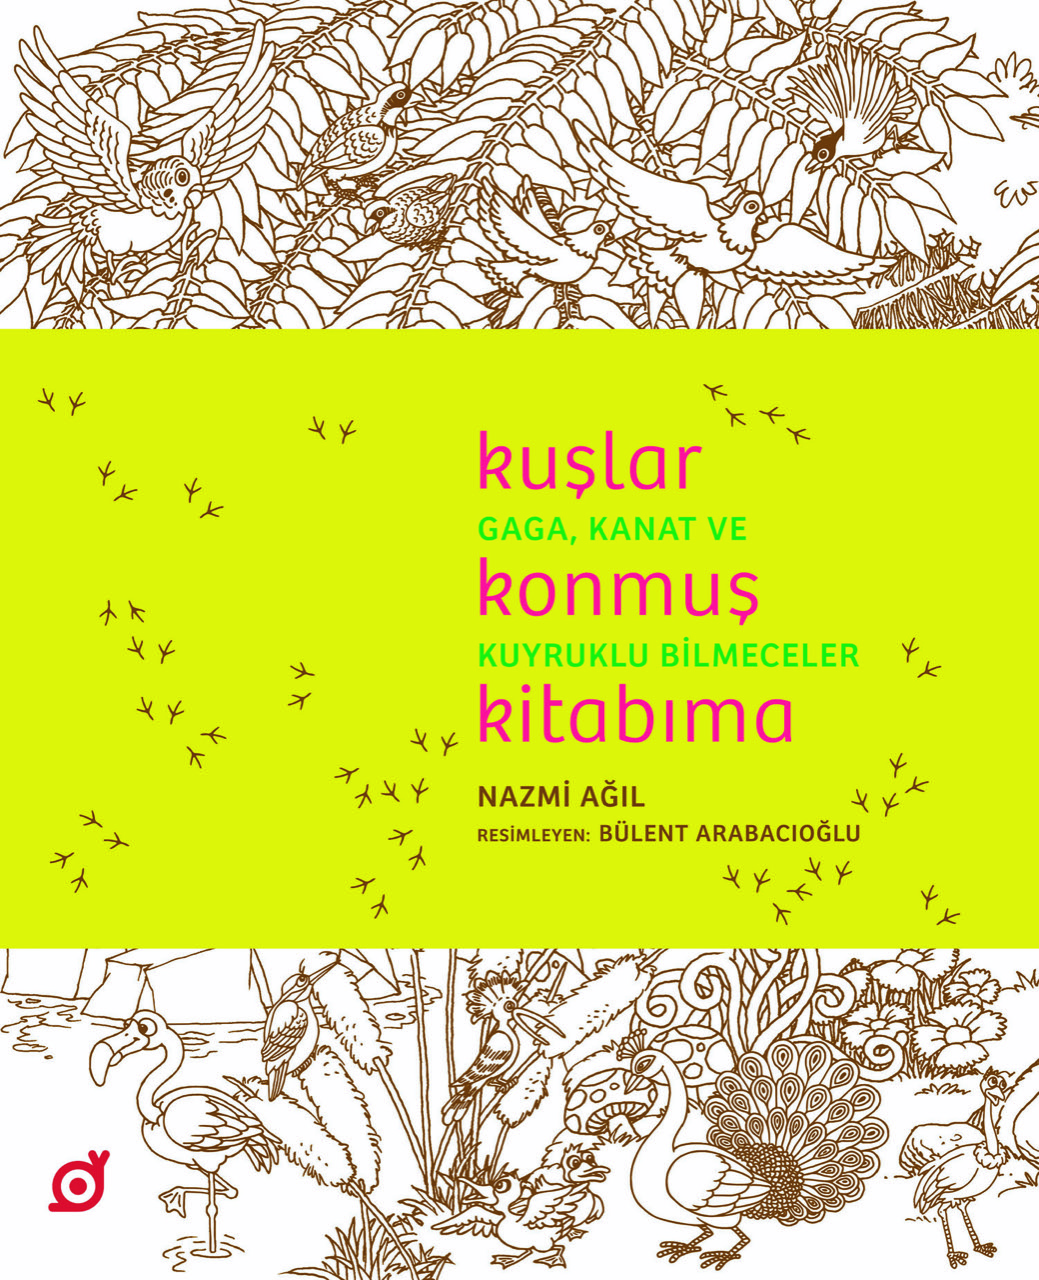 kuşlar
GAGA, KANAT VE
konmuş
KUYRUKLU BİLMECELER
kitabıma
NAZMİ AĞIL
RESİMLEYEN: BÜLENT ARABACIOĞLU